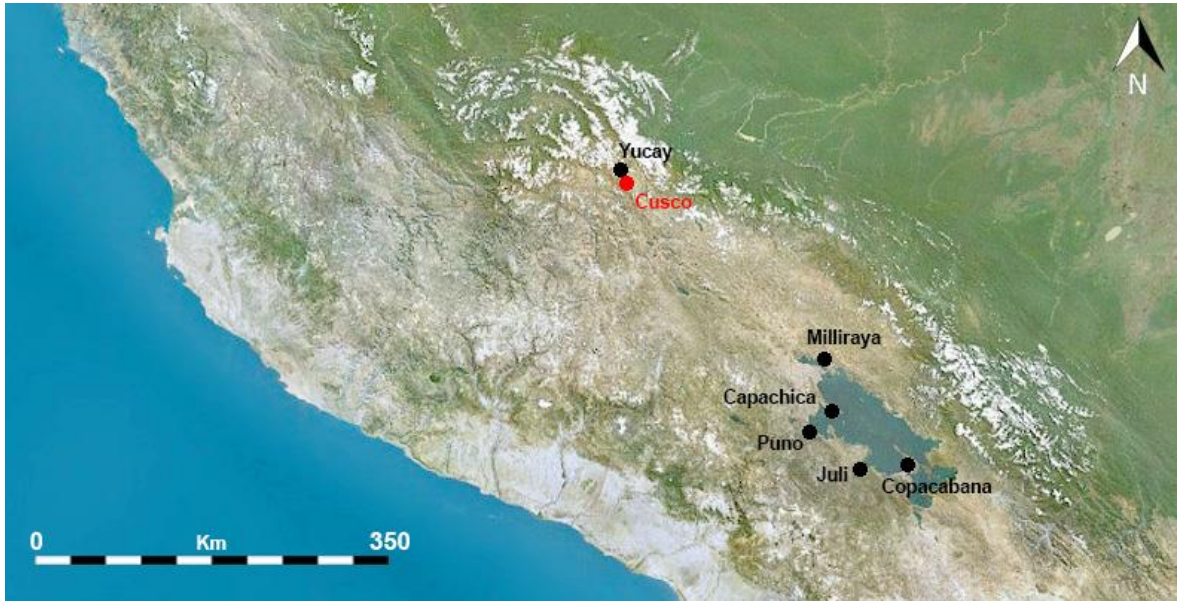 N
Yucay
Cusco
Milliraya
Capachica
Puno
Juli
Copacabana
0 Km 350